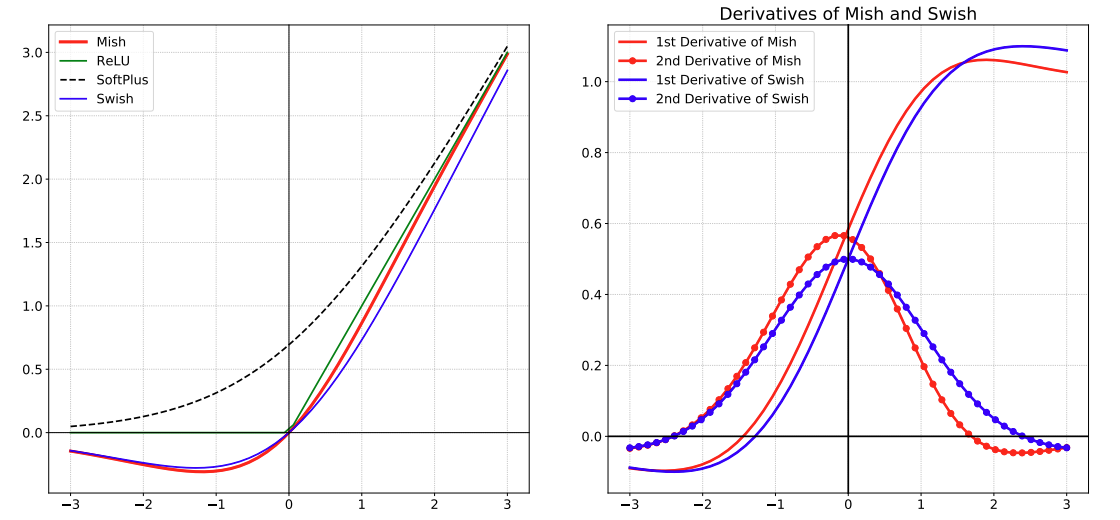 Mish
ReLU
SoftPlus
Swish
3.0
2.5
2.0
1.5
1.0
0.5
0.0
−3 −2 −1 0 1 2 3
Derivatives of Mish and Swish
1st Derivative of Mish
2nd Derivative of Mish
1st Derivative of Swish
2nd Derivative of Swish
1.0
0.8
0.6
0.4
0.2
0.0
−3 −2 −1 0 1 2 3